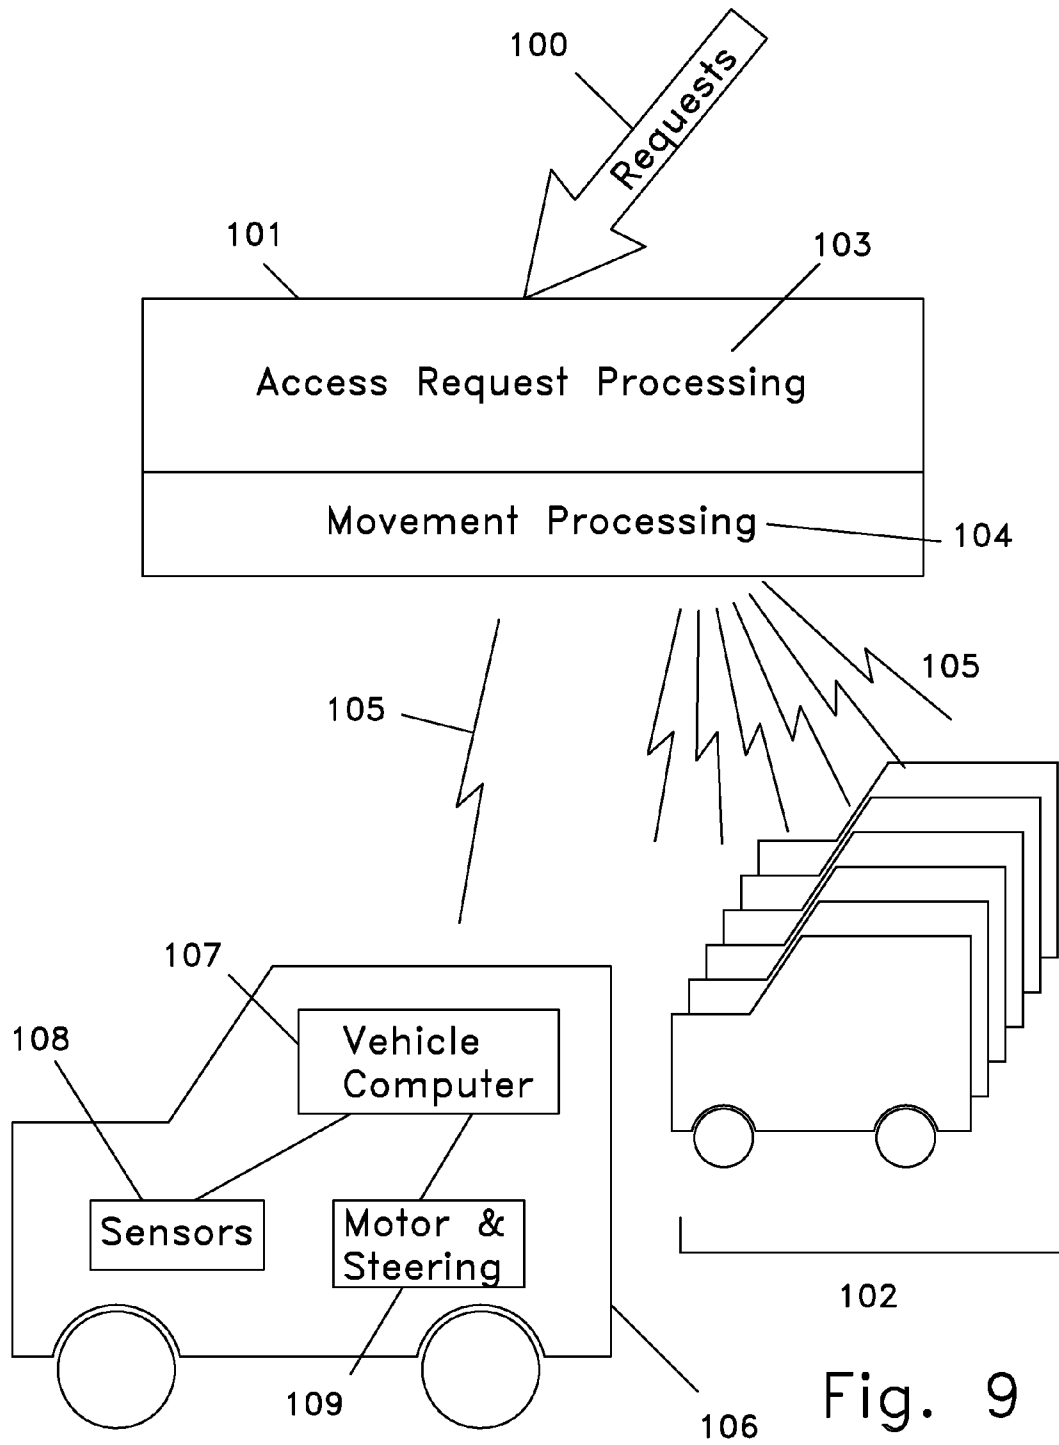 100
Requests
101
103
Access Request Processing
Movement Processing
104
105
105
107
Vehicle
Computer
108
Sensors
Motor &
Steering
102
109
106
Fig. 9